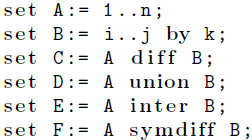 set A:= 1..n;
set B:= i..j by k;
set C:= A diff B;
set D:= A union B;
set E:= A inter B;
set F:= A symdiff B;